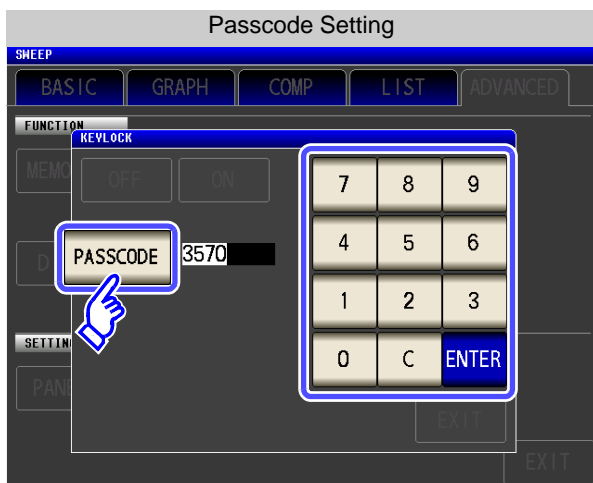 Passcode Setting
SWEEP
BASIC GRAPH COMP LIST ADVANCED
FUNCTION
KEYLOCK
MEMO
OFF ON
7 8 9
D
PASSCODE 3570
4 5 6
1 2 3
SETTIN
0 C ENTER
PANE
EXIT
EXIT